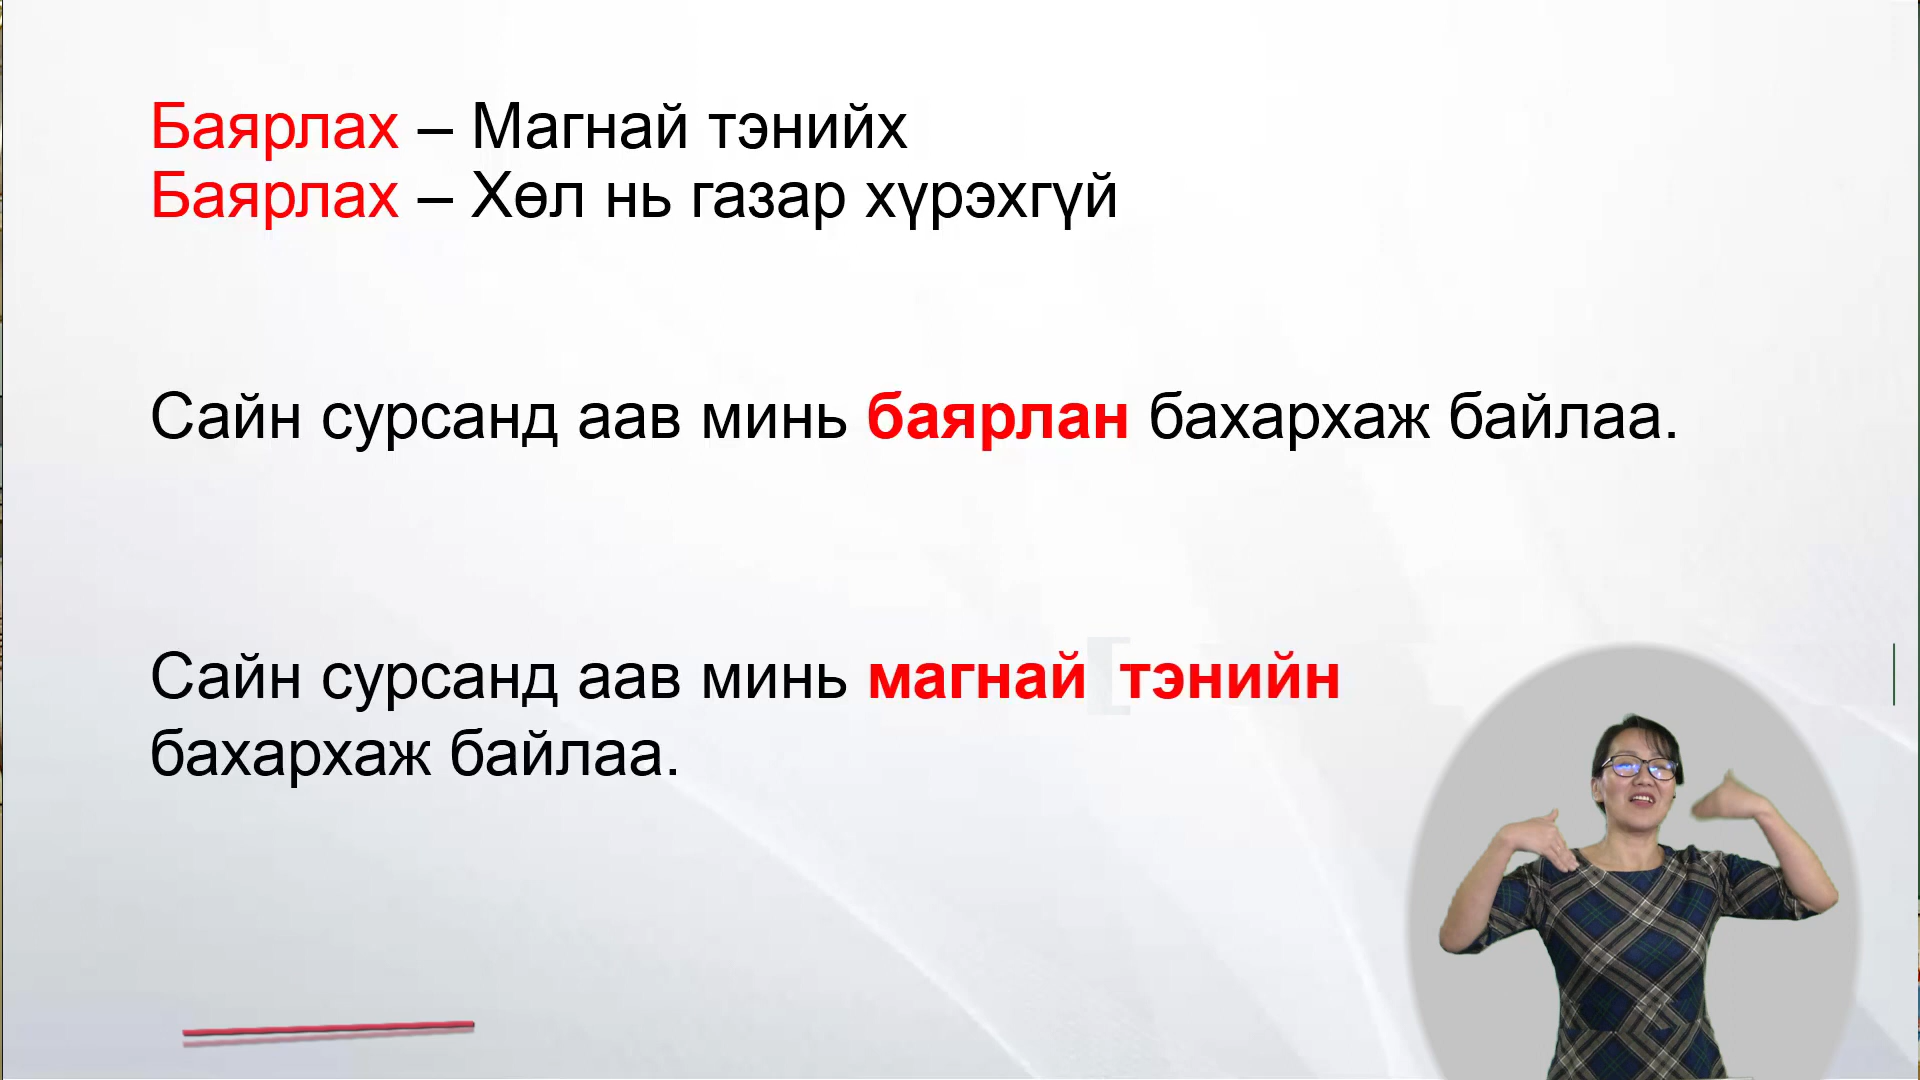 Баярлах – Магнай тэнийх
Баярлах – Хөл нь газар хүрэхгүй
Сайн сурсанд аав минь баярлан бахархаж байлаа.
Сайн сурсанд аав минь магнай тэнийн
бахархаж байлаа.